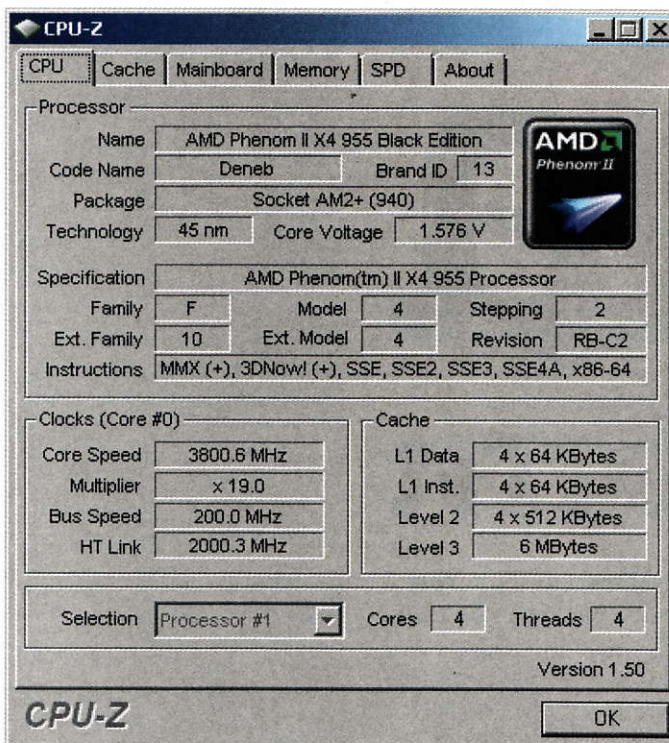 CPU-Z
CPU Cache Mainboard Memory SPD About
Processor
Name AMD Phenom II X4 955 Black Edition
Code Name Deneb Brand ID 13
Package Socket AM2+ (940)
Technology 45 nm Core Voltage 1.576 V
AMD
Phenom II
Specification AMD Phenom(tm) II X4 955 Processor
Family F Model 4 Stepping 2
Ext. Family 10 Ext. Model 4 Revision RB-C2
Instructions MMX (+), 3DNow! (+), SSE, SSE2, SSE3, SSE4A, x86-64
Clocks (Core #0)
Core Speed 3800.6 MHz
Multiplier x 19.0
Bus Speed 200.0 MHz
HT Link 2000.3 MHz
Cache
L1 Data 4 x 64 KBytes
L1 Inst. 4 x 64 KBytes
Level 2 4 x 512 KBytes
Level 3 6 MBytes
Selection Processor #1 Cores 4 Threads 4
Version 1.50
CPU-Z OK